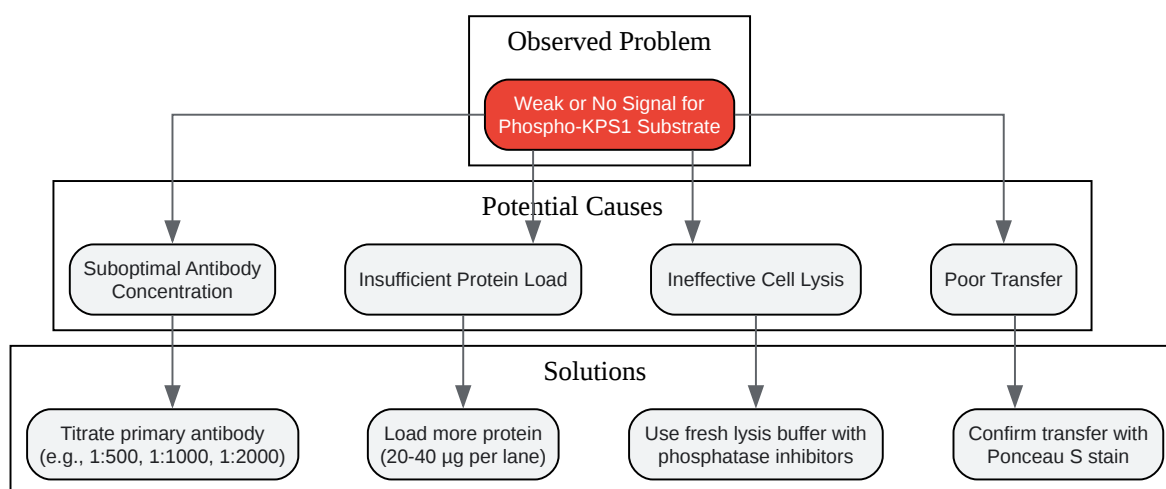 Observed Problem
Weak or No Signal for
Phospho-KPS1 Substrate
Potential Causes
Suboptimal Antibody
Concentration
Insufficient Protein Load
Ineffective Cell Lysis
Poor Transfer
Solutions
Titrate primary antibody
(e.g., 1:500, 1:1000, 1:2000)
Load more protein
(20-40 µg per lane)
Use fresh lysis buffer with
phosphatase inhibitors
Confirm transfer with
Ponceau S stain